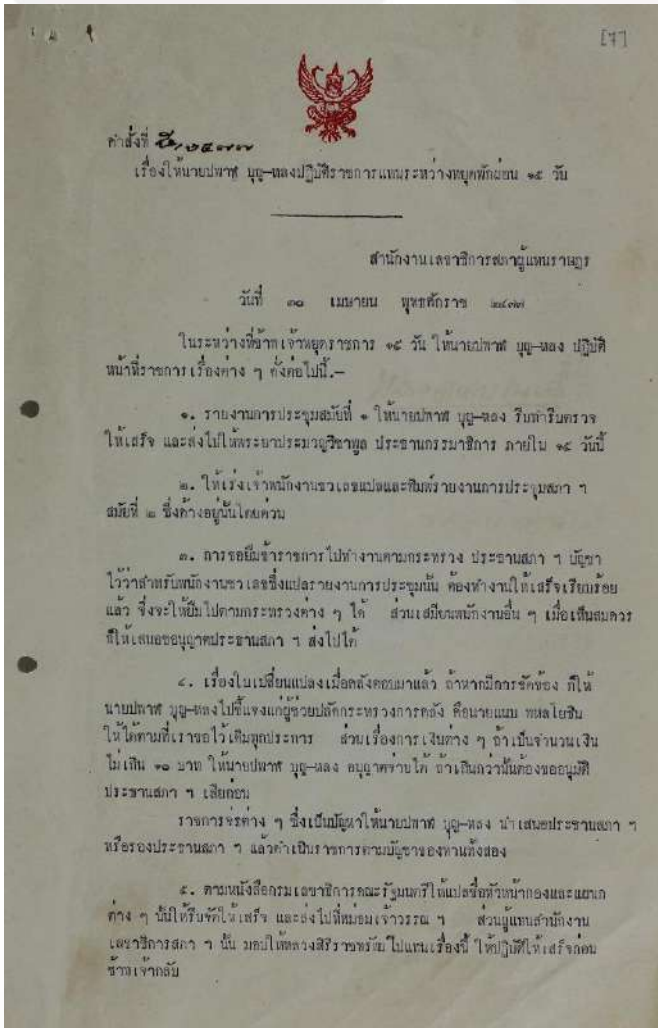 [7]
คำสั่งที่ ๕/๒๔๗๗
เรื่องให้นายปพาฬ บุญ-หลงปฏิบัติราชการแทนระหว่างหยุดพักผ่อน ๑๕ วัน
สำนักงานเลขาธิการสภาผู้แทนราษฎร
วันที่ ๓๐ เมษายน พุทธศักราช ๒๔๗๗
ในระหว่างที่ข้าพเจ้าหยุดราชการ ๑๕ วัน ให้นายปพาฬ บุญ-หลง ปฏิบัติ
หน้าที่ราชการเรื่องต่าง ๆ ดังต่อไปนี้.-
๑. รายงานการประชุมสมัยที่ ๑ ให้นายปพาฬ บุญ-หลง รีบทำรีบตรวจ
ให้เสร็จ และส่งไปให้พระยาประมวญวิชาพูล ประธานกรรมาธิการ ภายใน ๑๕ วันนี้
๒. ให้เร่งเจ้าพนักงานชวเลขแปลและพิมพ์รายงานการประชุมสภา ฯ
สมัยที่ ๒ ซึ่งค้างอยู่นั้นโดยด่วน
๓. การขอยืมข้าราชการไปทำงานตามกระทรวง ประธานสภา ฯ บัญชา
ไว้ว่าสำหรับพนักงานชวเลขซึ่งแปลรายงานการประชุมนั้น ต้องทำงานให้เสร็จเรียบร้อย
แล้ว จึงจะให้ยืมไปตามกระทรวงต่าง ๆ ได้ ส่วนเสมียนพนักงานอื่น ๆ เมื่อเห็นสมควร
ก็ให้เสนอขออนุญาตประธานสภา ฯ ส่งไปได้
๔. เรื่องใบเปลี่ยนแปลงเมื่อคลังตอบมาแล้ว ถ้าหากมีการขัดข้อง ก็ให้
นายปพาฬ บุญ-หลงไปชี้แจงแก่ผู้ช่วยปลัดกระทรวงการคลัง คือนายแนบ พหลโยธิน
ให้ได้ตามที่เราขอไว้เดิมทุกประการ ส่วนเรื่องการเงินต่าง ๆ ถ้าเป็นจำนวนเงิน
ไม่เกิน ๑๐ บาท ให้นายปพาฬ บุญ-หลง อนุญาตจ่ายได้ ถ้าเกินกว่านั้นต้องขออนุมัติ
ประธานสภา ฯ เสียก่อน
ราชการจรต่าง ๆ ซึ่งเป็นปัญหาให้นายปพาฬ บุญ-หลง นำเสนอประธานสภา ฯ
หรือรองประธานสภา ฯ แล้วดำเนิรราชการตามบัญชาของท่านทั้งสอง
๕. ตามหนังสือกรมเลขาธิการคณะรัฐมนตรีให้แปลชื่อหัวหน้ากองและแผนก
ต่าง ๆ นั้นให้รีบจัดให้เสร็จ และส่งไปที่หม่อมเจ้าวรรณ ฯ ส่วนผู้แทนสำนักงาน
เลขาธิการสภา ฯ นั้น มอบให้หลวงสิริราชทรัพย์ ไปแทนเรื่องนี้ ให้ปฏิบัติให้เสร็จก่อน
ข้าพเจ้ากลับ